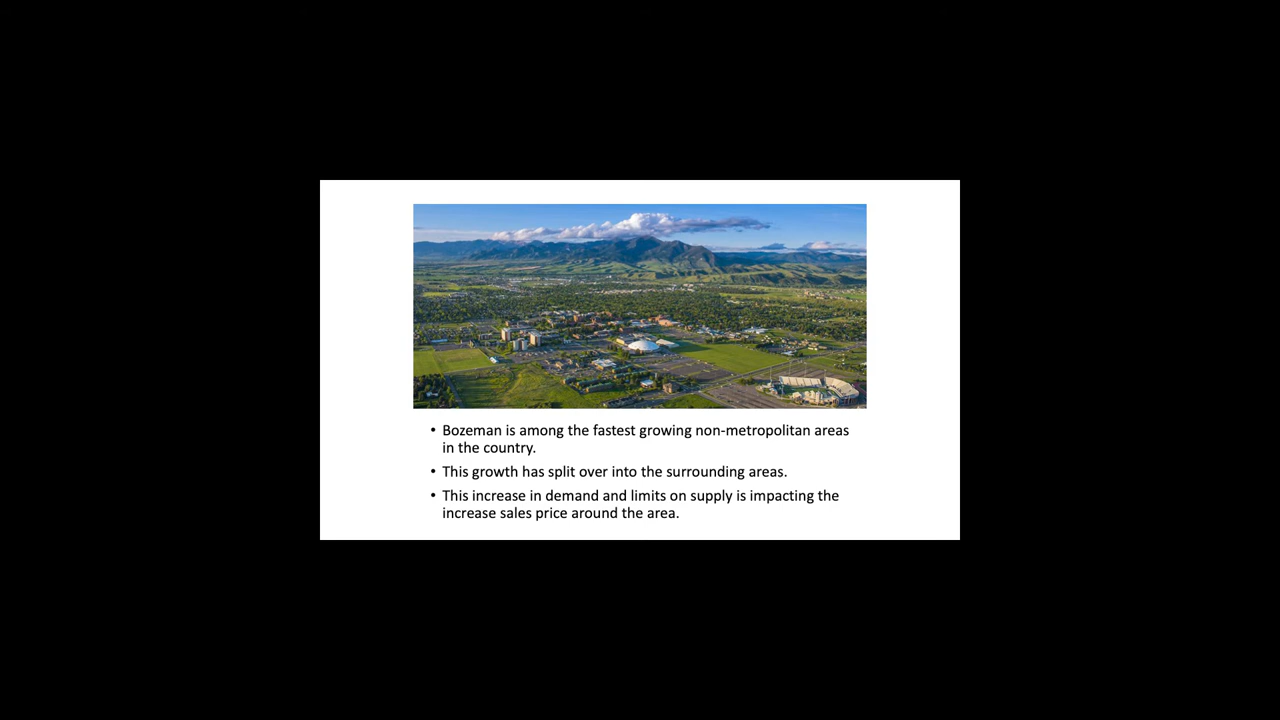 • Bozeman is among the fastest growing non-metropolitan areas
in the country.
• This growth has split over into the surrounding areas.
• This increase in demand and limits on supply is impacting the
increase sales price around the area.